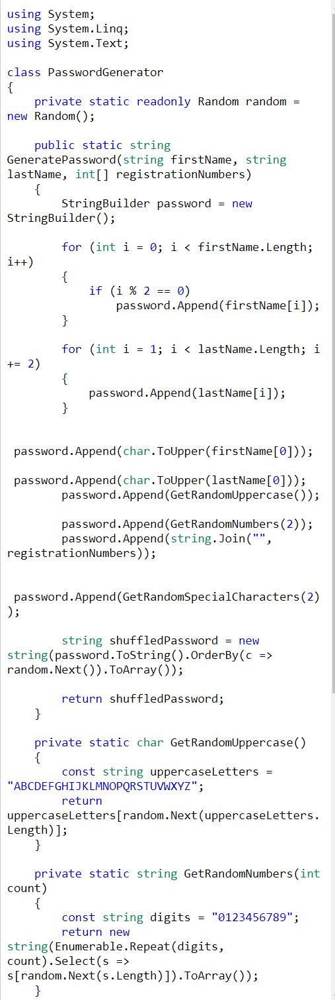 using System;
using System.Linq;
using System.Text;
class PasswordGenerator
{
private static readonly Random random =
new Random();
public static string
GeneratePassword(string firstName, string
lastName, int[] registrationNumbers)
{
StringBuilder password = new
StringBuilder();
for (int i = 0; i < firstName.Length;
i++)
{
if (i % 2 == 0)
password.Append(firstName[i]);
}
for (int i = 1; i < lastName.Length; i
+= 2)
{
password.Append(lastName[i]);
}
password.Append(char.ToUpper(firstName[0]));
password.Append(char.ToUpper(lastName[0]));
password.Append(GetRandomUppercase());
password.Append(GetRandomNumbers(2));
password.Append(string.Join("",
registrationNumbers));
password.Append(GetRandomSpecialCharacters(2)
);
string shuffledPassword = new
string(password.ToString().OrderBy(c =>
random.Next()).ToArray());
return shuffledPassword;
}
private static char GetRandomUppercase()
{
const string uppercaseLetters =
"ABCDEFGHIJKLMNOPQRSTUVWXYZ";
return
uppercaseLetters[random.Next(uppercaseLetters.
Length)];
}
private static string GetRandomNumbers(int
count)
{
const string digits = "0123456789";
return new
string(Enumerable.Repeat(digits,
count).Select(s =>
s[random.Next(s.Length)]).ToArray());
}